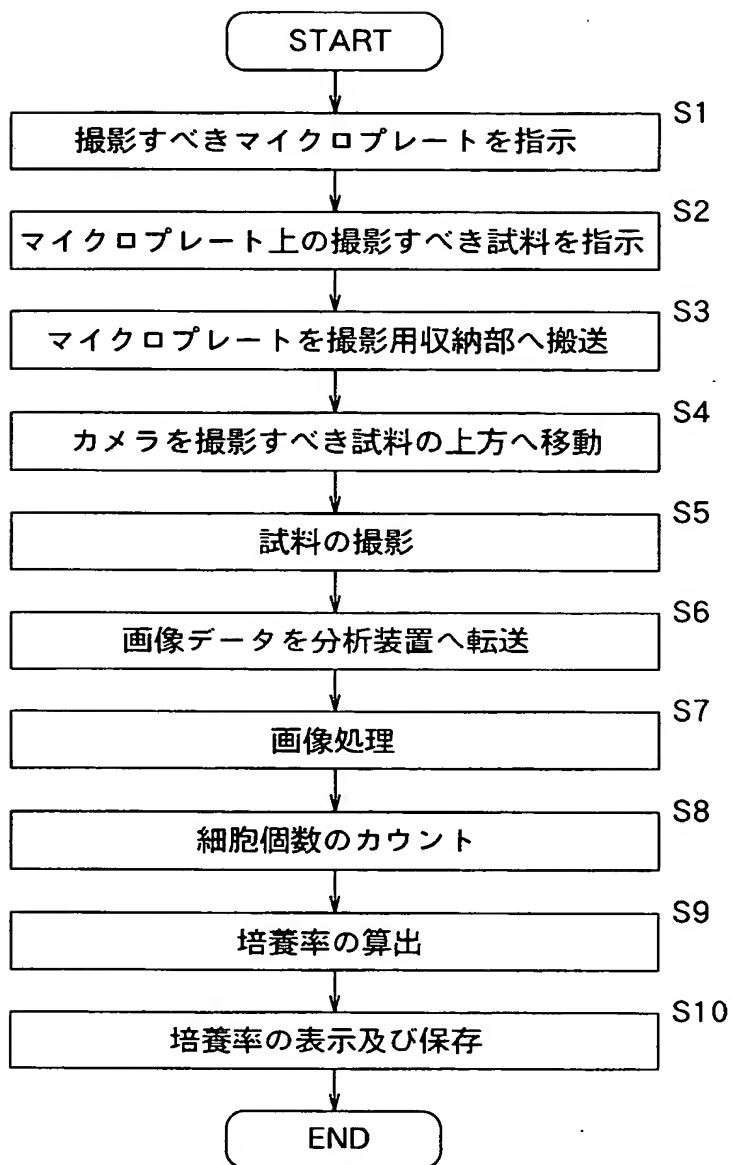 START
S1
撮影すべきマイクロプレートを指示
S2
マイクロプレート上の撮影すべき試料を指示
S3
マイクロプレートを撮影用収納部へ搬送
S4
カメラを撮影すべき試料の上方へ移動
S5
試料の撮影
S6
画像データを分析装置へ転送
S7
画像処理
S8
細胞個数のカウント
S9
培養率の算出
S10
培養率の表示及び保存
END